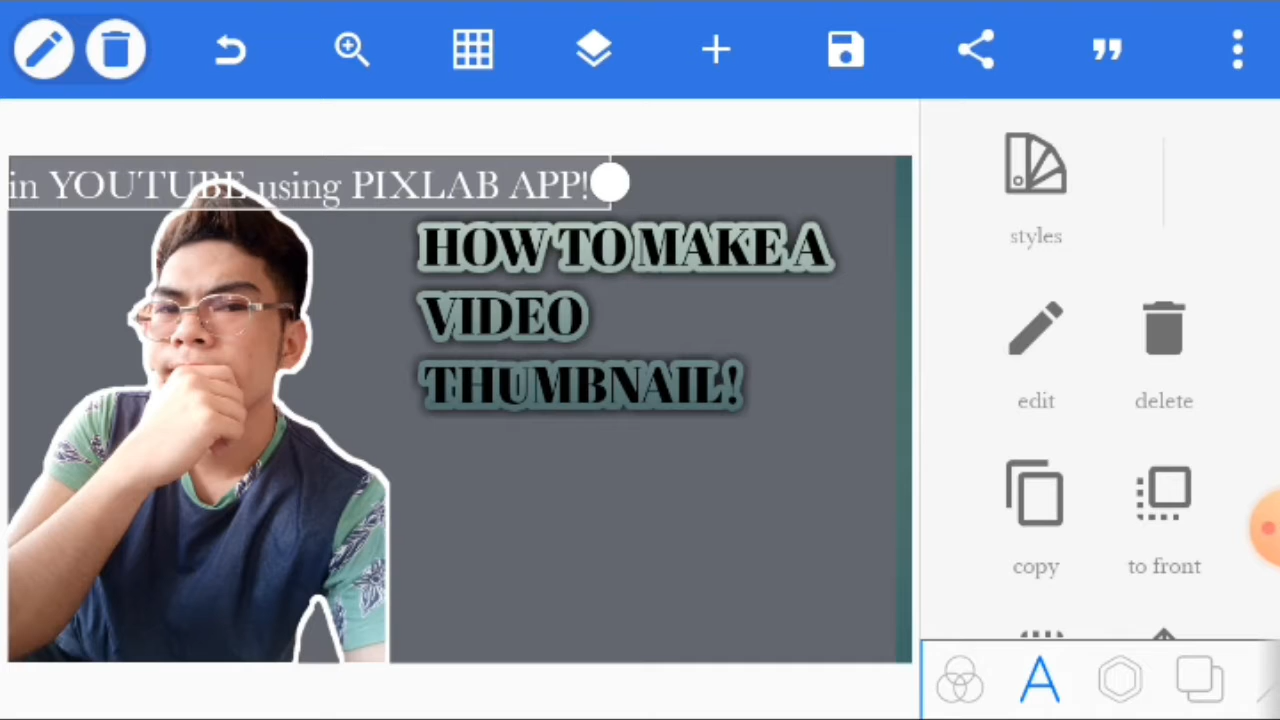 in YOUTUBE using PIXLAB APP!
HOW TO MAKE A
VIDEO
THUMBNAIL!
styles
edit
delete
copy
to front